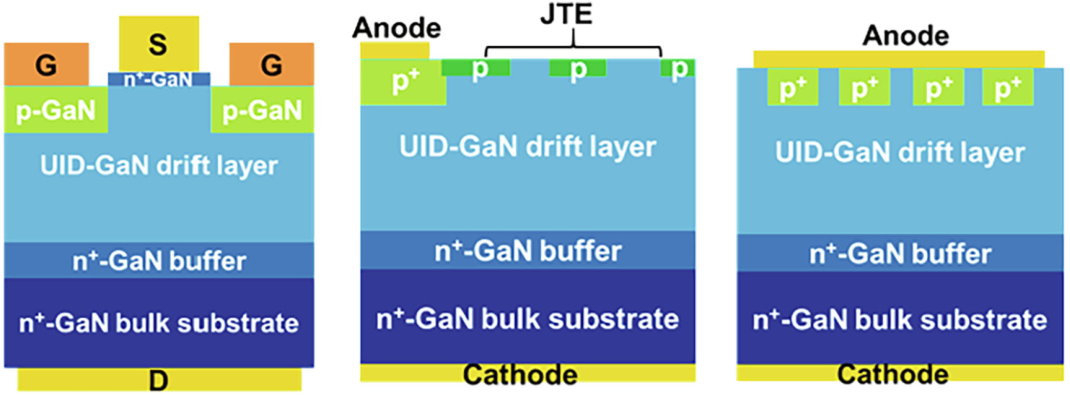 S
G
G
n⁺-GaN
p-GaN
p-GaN
UID-GaN drift layer
n⁺-GaN buffer
n⁺-GaN bulk substrate
D
JTE
Anode
p⁺
p
p
p
UID-GaN drift layer
n⁺-GaN buffer
n⁺-GaN bulk substrate
Cathode
Anode
p⁺
p⁺
p⁺
p⁺
UID-GaN drift layer
n⁺-GaN buffer
n⁺-GaN bulk substrate
Cathode